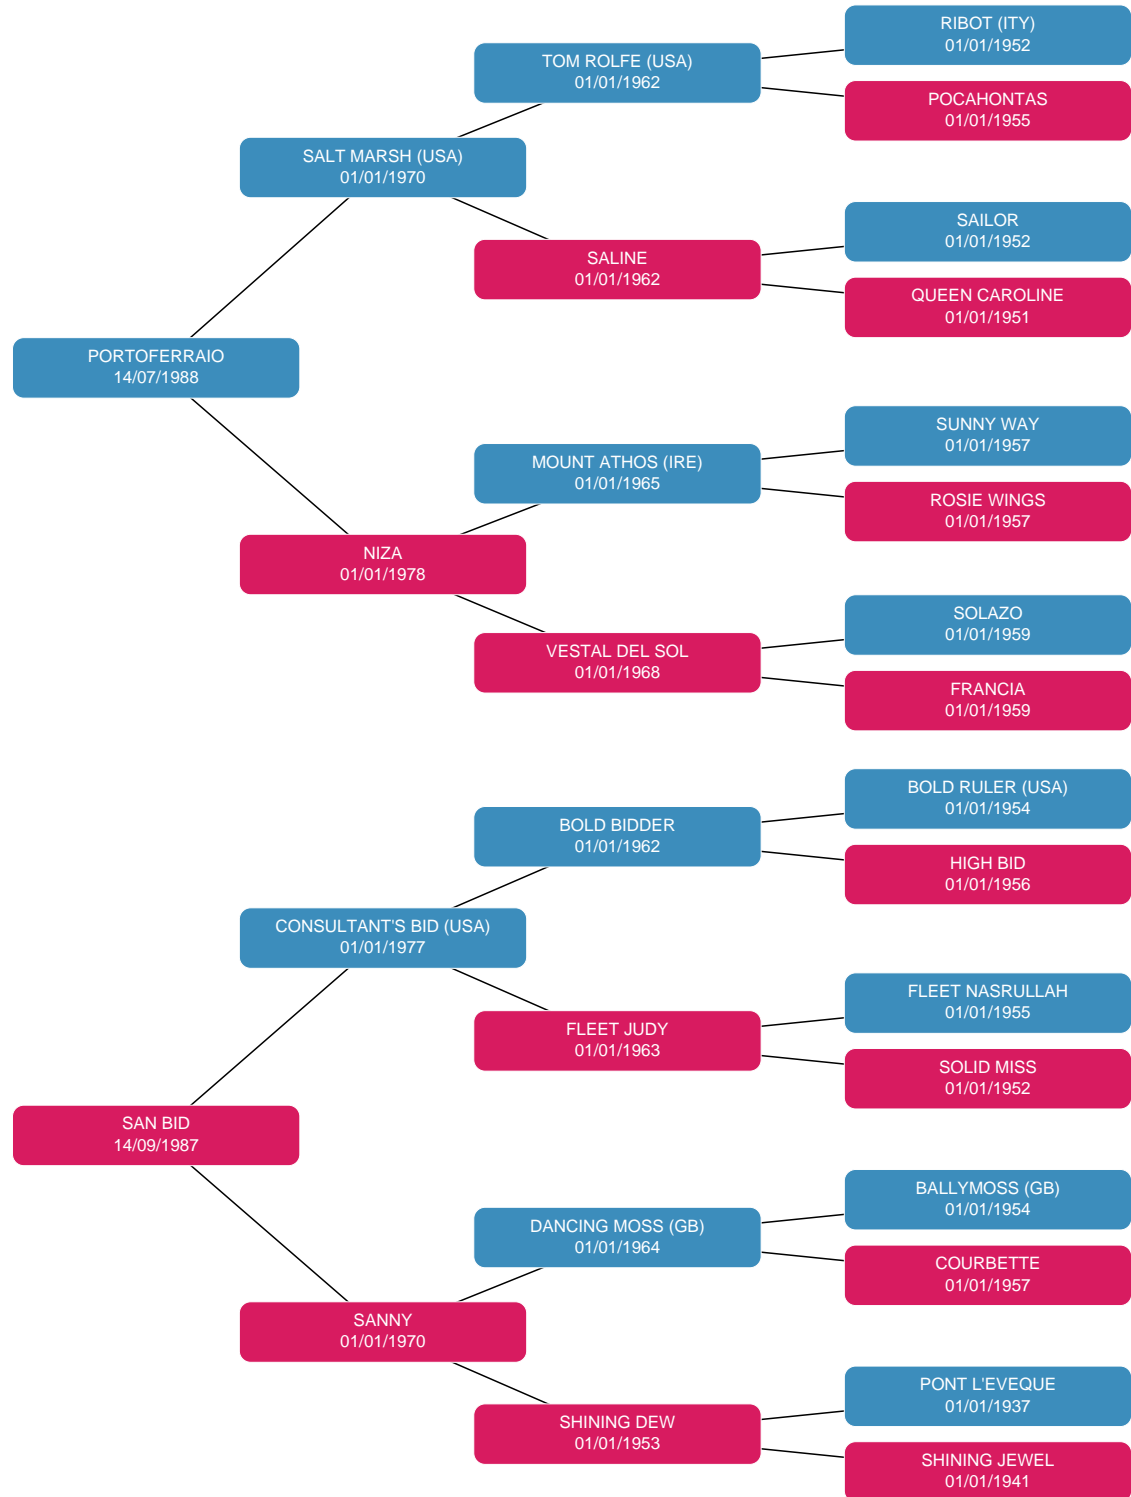 RIBOT (ITY)
01/01/1952
TOM ROLFE (USA)
01/01/1962
POCAHONTAS
01/01/1955
SALT MARSH (USA)
01/01/1970
SAILOR
01/01/1952
SALINE
01/01/1962
QUEEN CAROLINE
01/01/1951
PORTOFERRAIO
14/07/1988
SUNNY WAY
01/01/1957
MOUNT ATHOS (IRE)
01/01/1965
ROSIE WINGS
01/01/1957
NIZA
01/01/1978
SOLAZO
01/01/1959
VESTAL DEL SOL
01/01/1968
FRANCIA
01/01/1959
BOLD RULER (USA)
01/01/1954
BOLD BIDDER
01/01/1962
HIGH BID
01/01/1956
CONSULTANT'S BID (USA)
01/01/1977
FLEET NASRULLAH
01/01/1955
FLEET JUDY
01/01/1963
SOLID MISS
01/01/1952
SAN BID
14/09/1987
BALLYMOSS (GB)
01/01/1954
DANCING MOSS (GB)
01/01/1964
COURBETTE
01/01/1957
SANNY
01/01/1970
PONT L'EVEQUE
01/01/1937
SHINING DEW
01/01/1953
SHINING JEWEL
01/01/1941